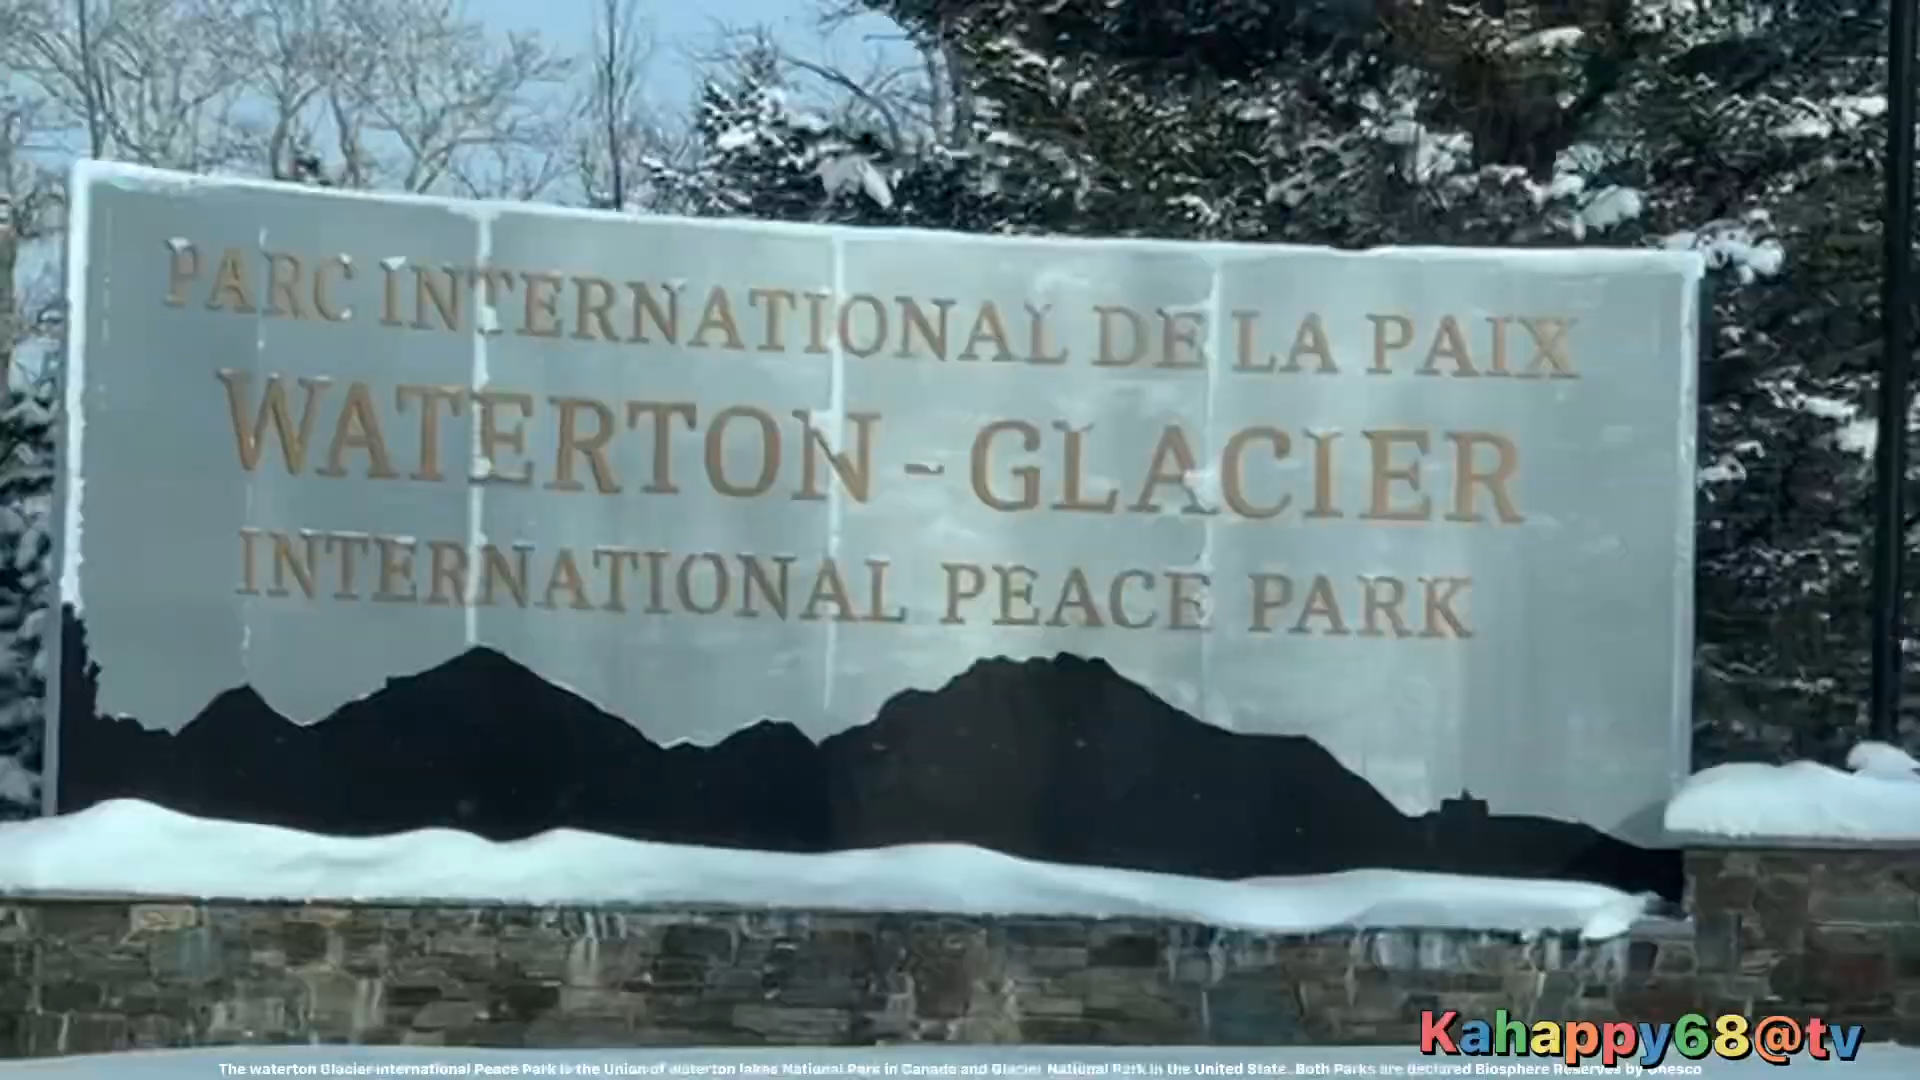 PARC INTERNATIONAL DE LA PAIX
WATERTON-GLACIER
INTERNATIONAL PEACE PARK
Kahappy68@tv
The waterton Glacier international Peace Park is the Union of waterton lakes National Park in Canada and Glacier National Park in the United State. Both Parks are declared Biosphere Reserves by Unesco